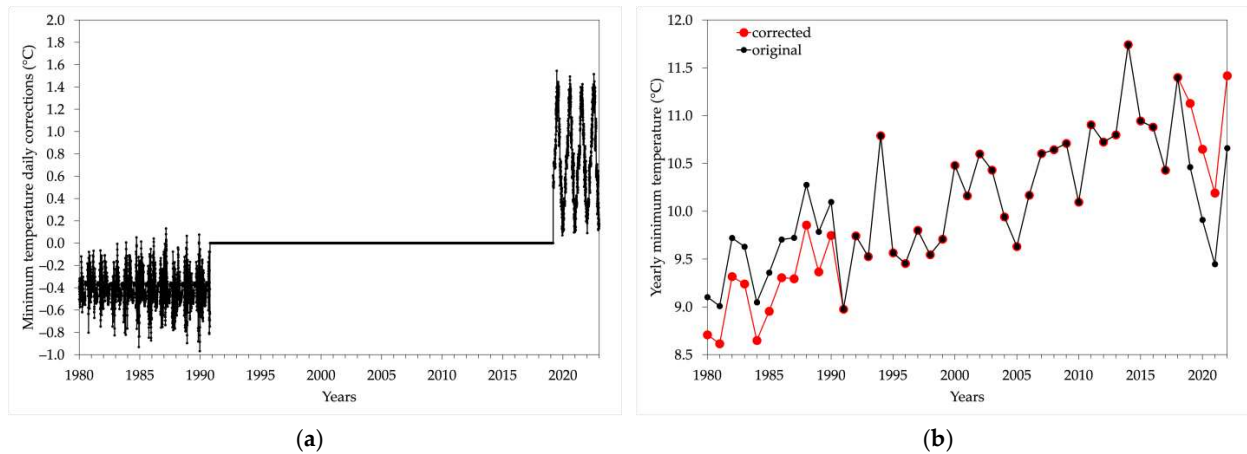 Minimum temperature daily corrections (°C)
2.0
1.8
1.6
1.4
1.2
1.0
0.8
0.6
0.4
0.2
0.0
−0.2
−0.4
−0.6
−0.8
−1.0
1980 1985 1990 1995 2000 2005 2010 2015 2020
Years
(a)
Yearly minimum temperature (°C)
12.0
11.5
11.0
10.5
10.0
9.5
9.0
8.5
corrected
original
1980 1985 1990 1995 2000 2005 2010 2015 2020
Years
(b)